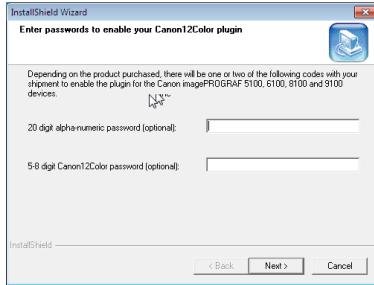 InstallShield Wizard
Enter passwords to enable your Canon12Color plugin
Depending on the product purchased, there will be one or two of the following codes with your
shipment to enable the plugin for the Canon imagePROGRAF 5100, 6100, 8100 and 9100
devices.
20 digit alpha-numeric password (optional):
5-8 digit Canon12Color password (optional):
InstallShield
< Back Next > Cancel